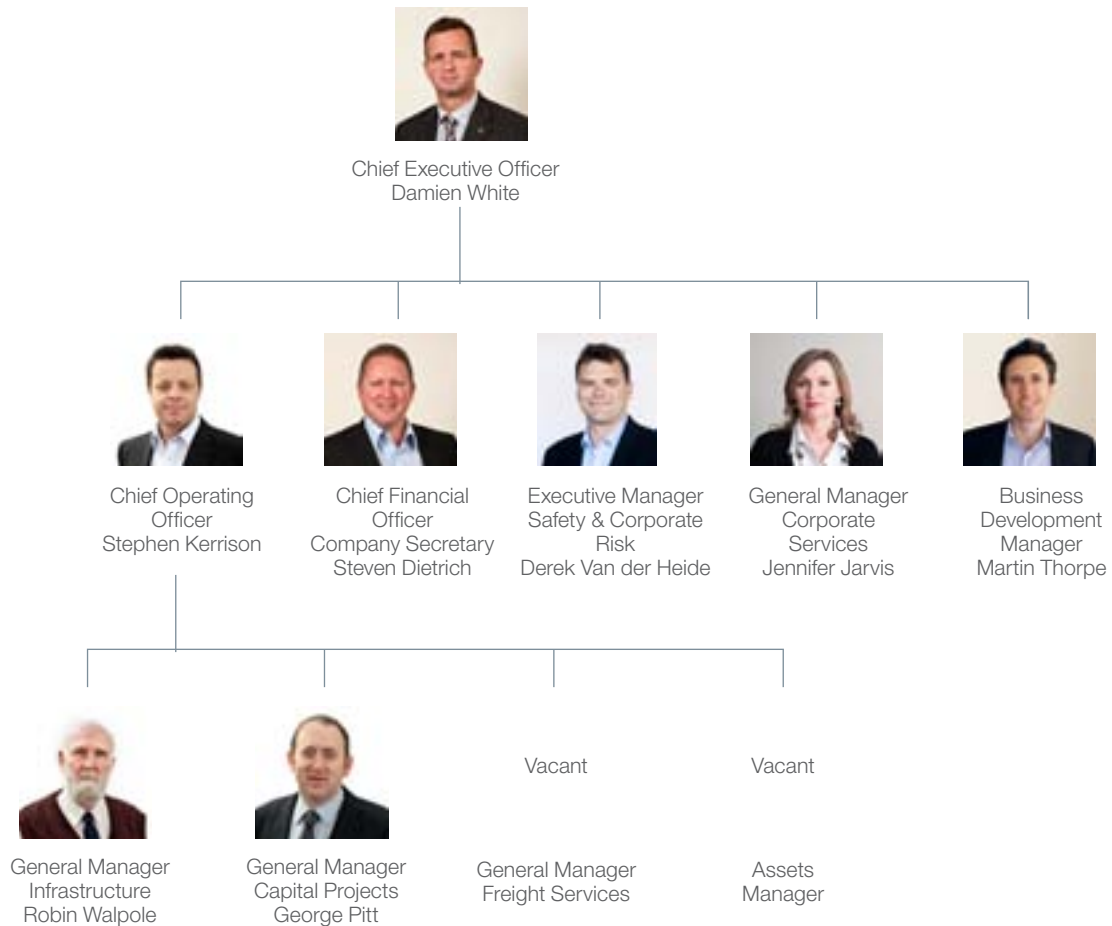 Chief Executive Officer
Damien White
Chief Operating
Officer
Stephen Kerrison
Chief Financial
Officer
Company Secretary
Steven Dietrich
Executive Manager
Safety & Corporate
Risk
Derek Van der Heide
General Manager
Corporate
Services
Jennifer Jarvis
Business
Development
Manager
Martin Thorpe
General Manager
Infrastructure
Robin Walpole
General Manager
Capital Projects
George Pitt
Vacant
General Manager
Freight Services
Vacant
Assets
Manager